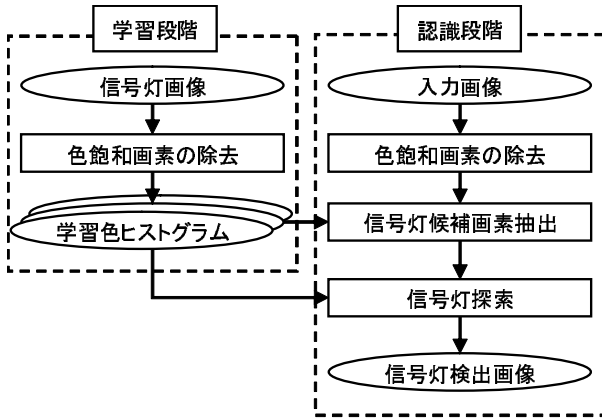 学習段階
信号灯画像
色飽和画素の除去
学習色ヒストグラム
認識段階
入力画像
色飽和画素の除去
信号灯候補画素抽出
信号灯探索
信号灯検出画像